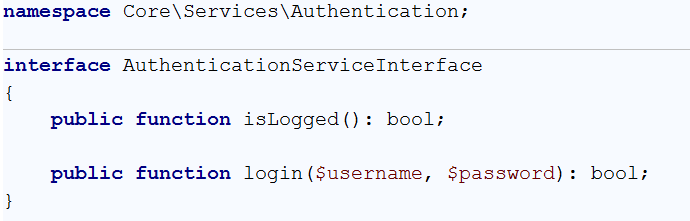 namespace Core\Services\Authentication;
interface AuthenticationServiceInterface
{
    public function isLogged(): bool;
    public function login($username, $password): bool;
}